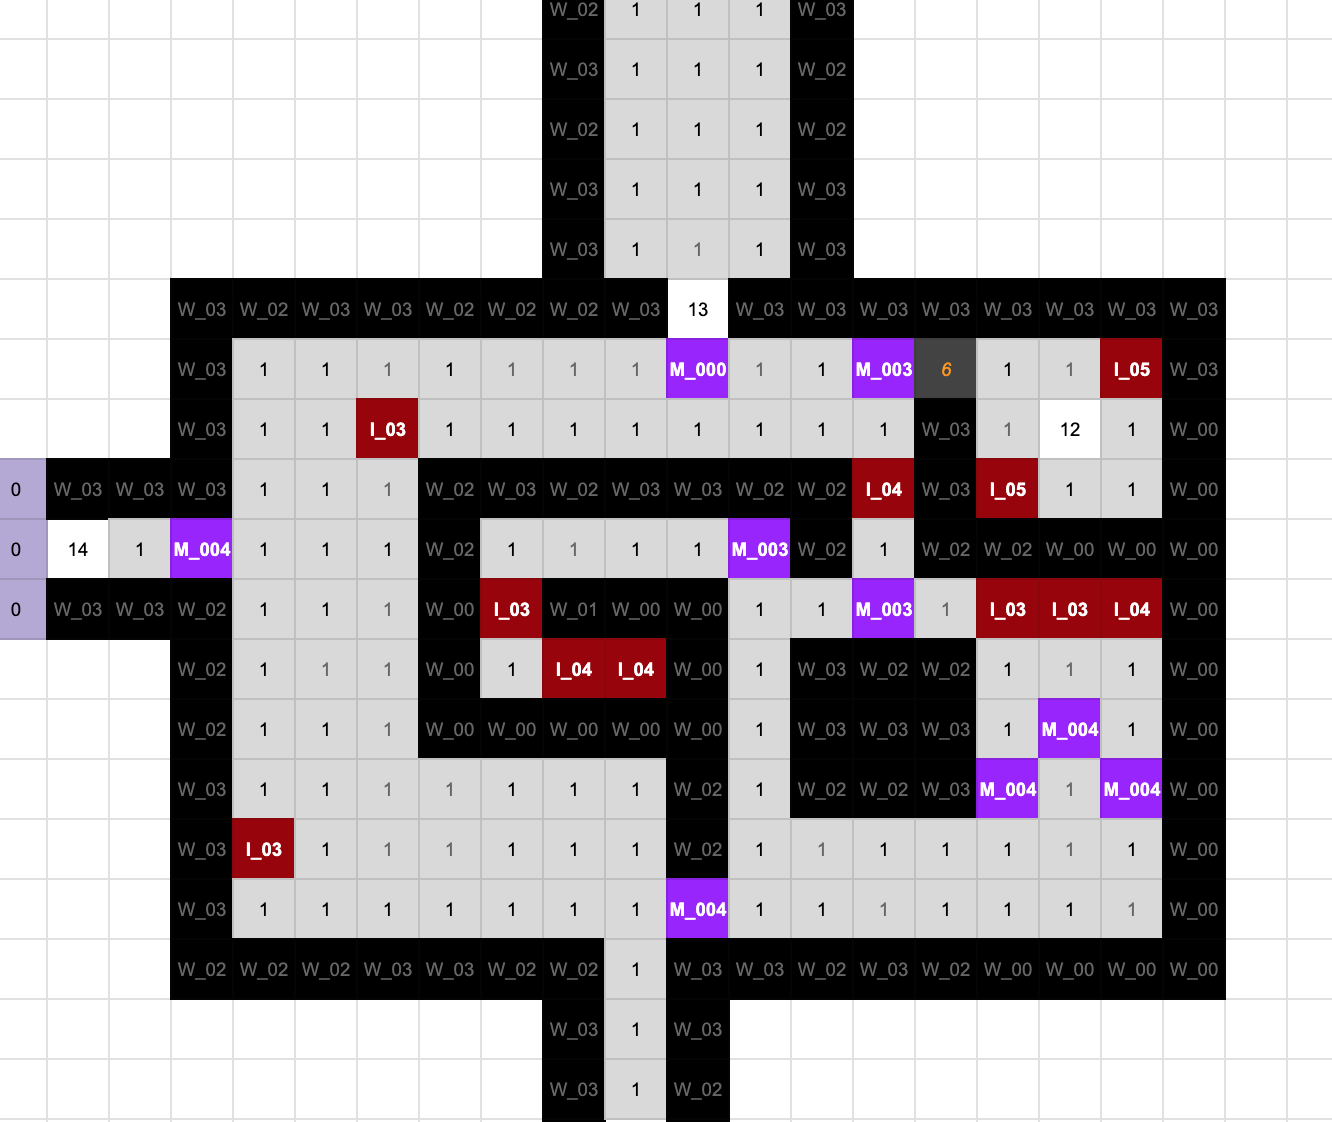 W_02 1 1 1 W_03
W_03 1 1 1 W_02
W_02 1 1 1 W_02
W_03 1 1 1 W_03
W_03 1 1 1 W_03
W_03 W_02 W_03 W_03 W_02 W_02 W_02 W_03 13 W_03 W_03 W_03 W_03 W_03 W_03 W_03 W_03
W_03 1 1 1 1 1 1 1 M_000 1 1 M_003 6 1 1 I_05 W_03
W_03 1 1 I_03 1 1 1 1 1 1 1 1 W_03 1 12 1 W_00
0 W_03 W_03 W_03 1 1 1 W_02 W_03 W_02 W_03 W_03 W_02 W_02 I_04 W_03 I_05 1 1 W_00
0 14 1 M_004 1 1 1 W_02 1 1 1 1 M_003 W_02 1 W_02 W_02 W_00 W_00 W_00
0 W_03 W_03 W_02 1 1 1 W_00 I_03 W_01 W_00 W_00 1 1 M_003 1 I_03 I_03 I_04 W_00
W_02 1 1 1 W_00 1 I_04 I_04 W_00 1 W_03 W_02 W_02 1 1 1 W_00
W_02 1 1 1 W_00 W_00 W_00 W_00 W_00 1 W_03 W_03 W_03 1 M_004 1 W_00
W_03 1 1 1 1 1 1 1 W_02 1 W_02 W_02 W_03 M_004 1 M_004 W_00
W_03 I_03 1 1 1 1 1 1 W_02 1 1 1 1 1 1 1 W_00
W_03 1 1 1 1 1 1 1 M_004 1 1 1 1 1 1 1 W_00
W_02 W_02 W_02 W_03 W_03 W_02 W_02 1 W_03 W_03 W_02 W_03 W_02 W_00 W_00 W_00 W_00
W_03 1 W_03
W_03 1 W_02